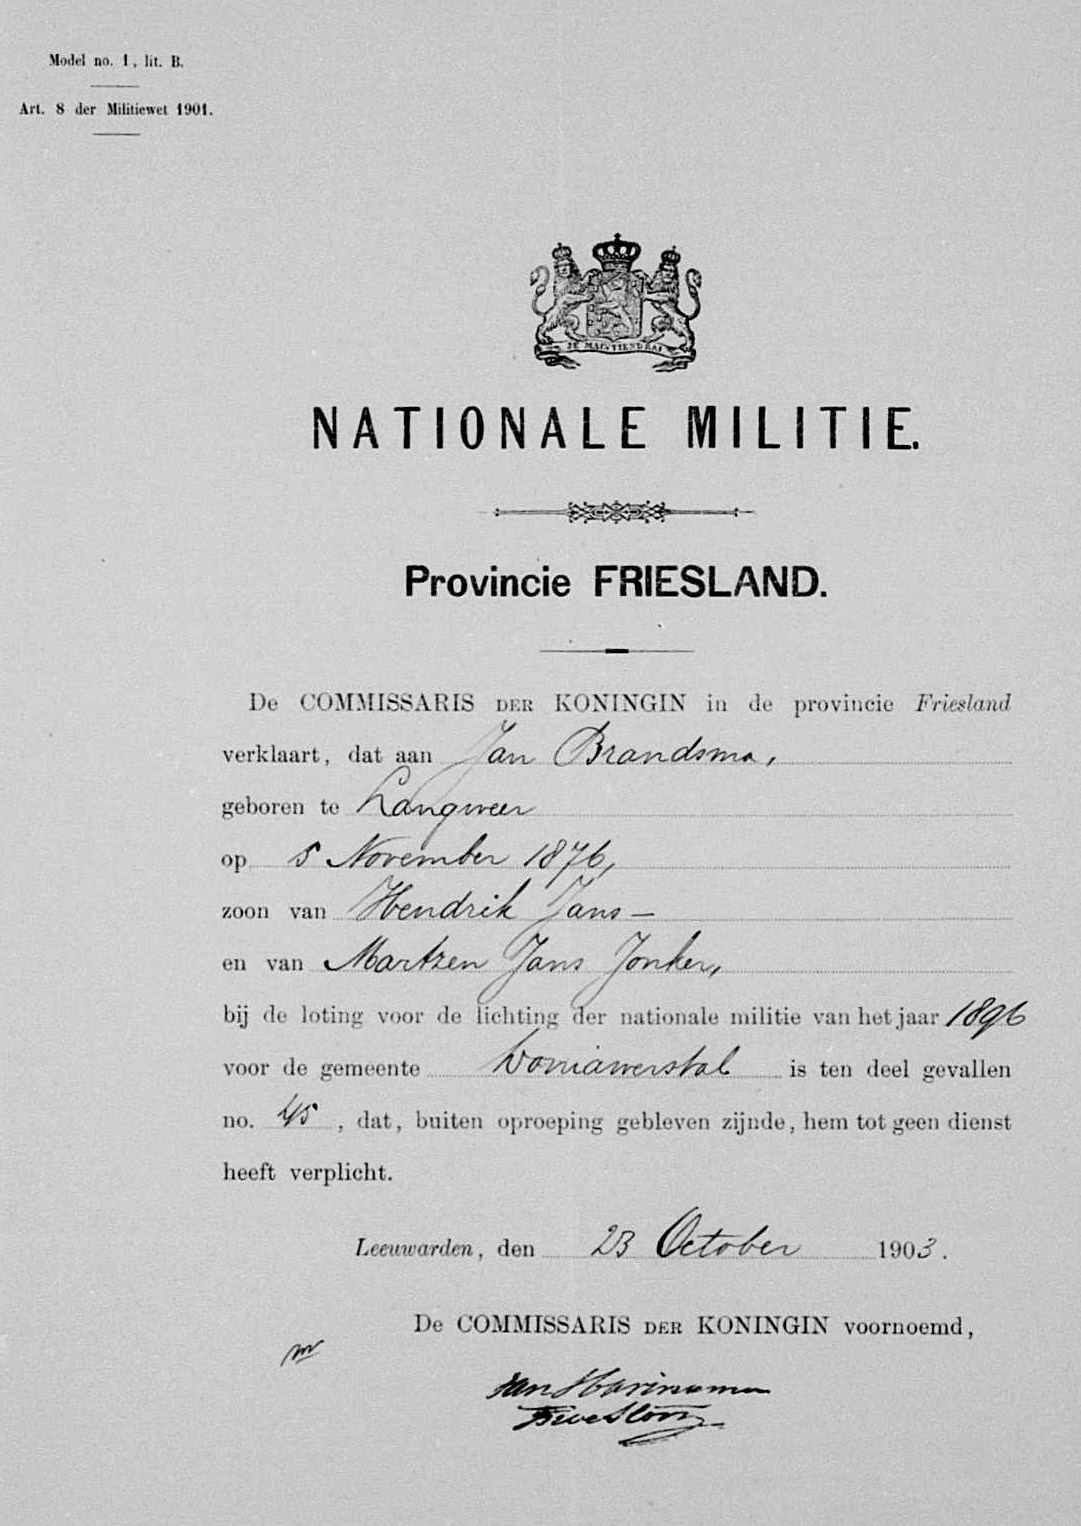 Model no. 1, lit. B.
Art. 8 der Militiewet 1901.
JE MAINTIENDRAI
NATIONALE MILITIE.
Provincie FRIESLAND.
De COMMISSARIS DER KONINGIN in de provincie Friesland
verklaart, dat aan Jan Brandsma,
geboren te Langweer
op 5 November 1876,
zoon van Hendrik Jans –
en van Martzen Jans Jonker,
bij de loting voor de lichting der nationale militie van het jaar 1896
voor de gemeente Doniawerstal is ten deel gevallen
no. 45, dat, buiten oproeping gebleven zijnde, hem tot geen dienst
heeft verplicht.
Leeuwarden, den 23 October 1903.
De COMMISSARIS DER KONINGIN voornoemd,
van Harinxma